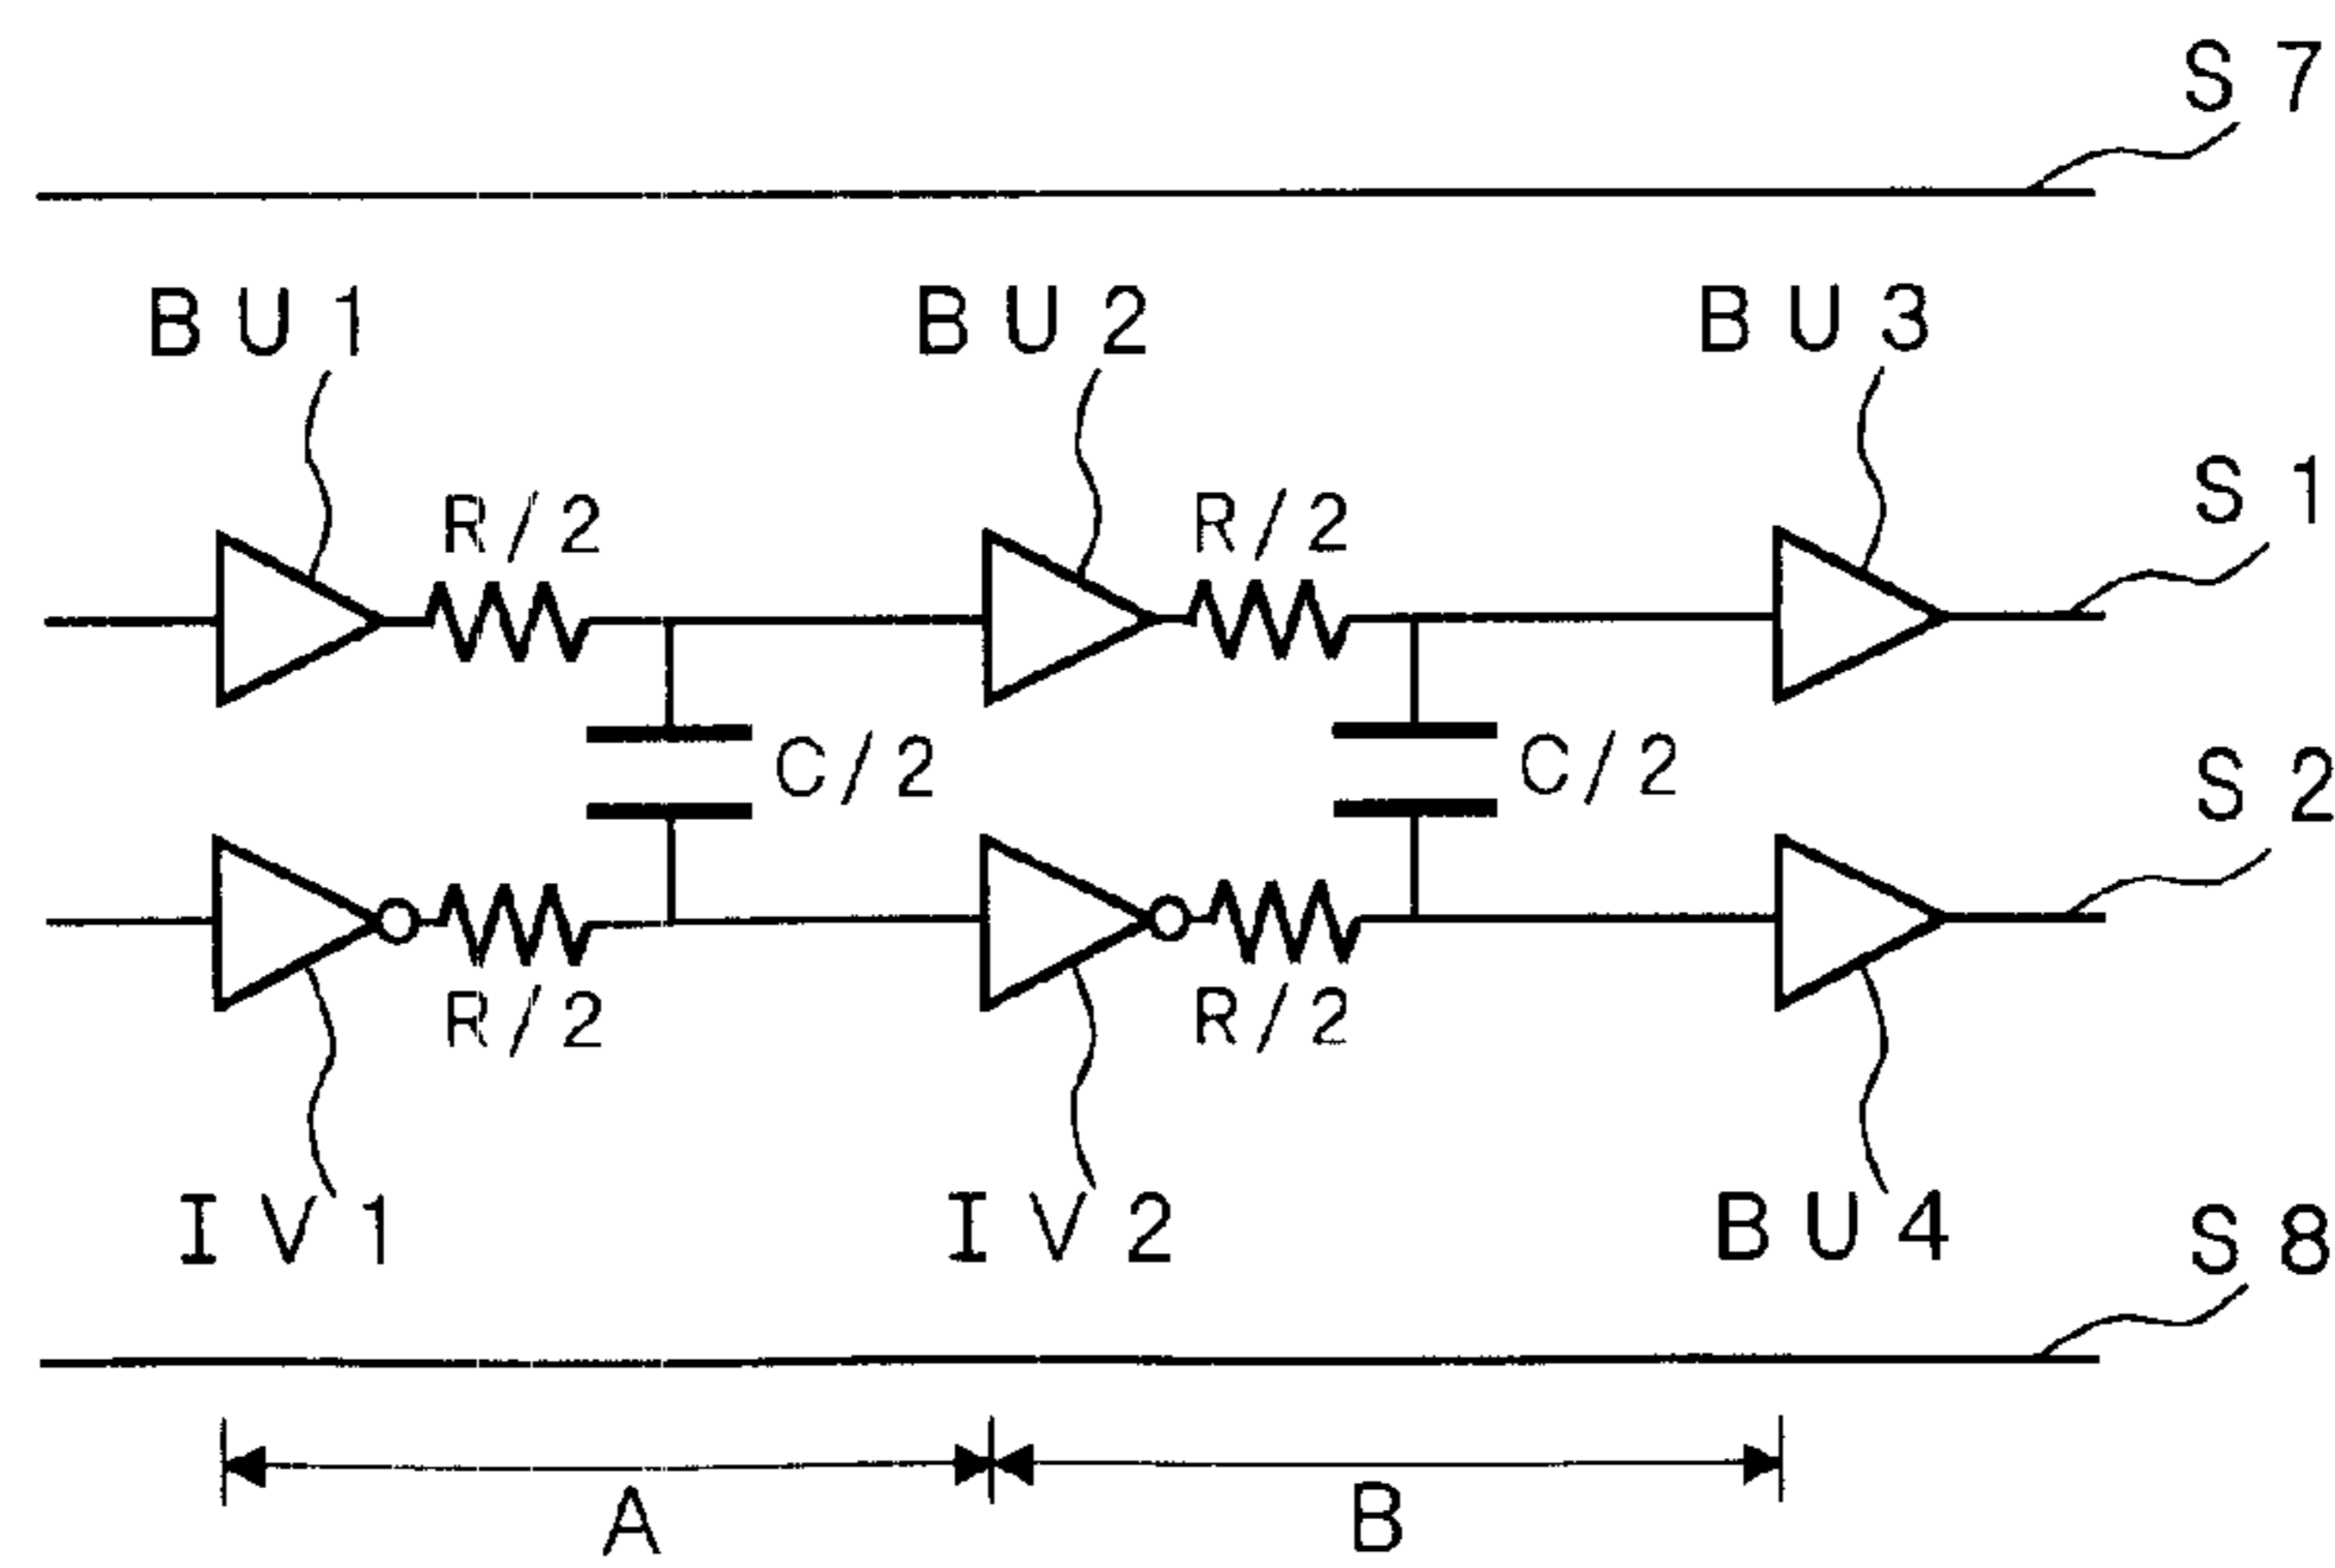 S7
BU1 BU2 BU3
R/2 R/2 S1
C/2 C/2 S2
R/2 R/2
IV1 IV2 BU4 S8
A B